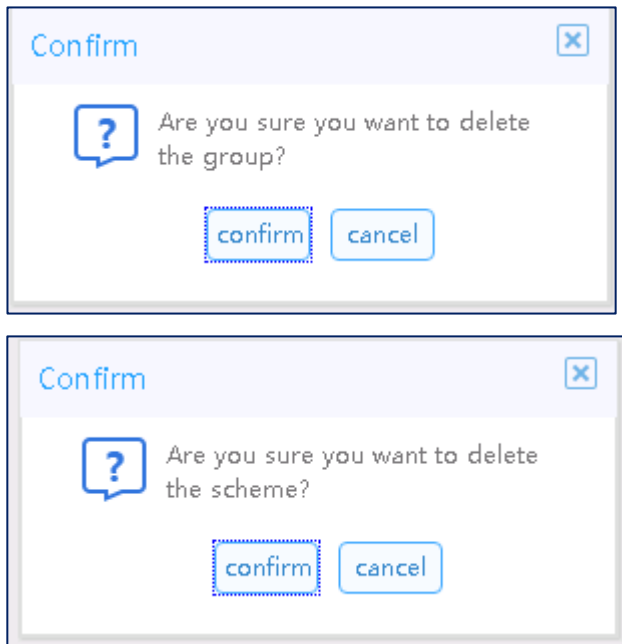 Confirm
Are you sure you want to delete
the group?
confirm cancel
Confirm
Are you sure you want to delete
the scheme?
confirm cancel